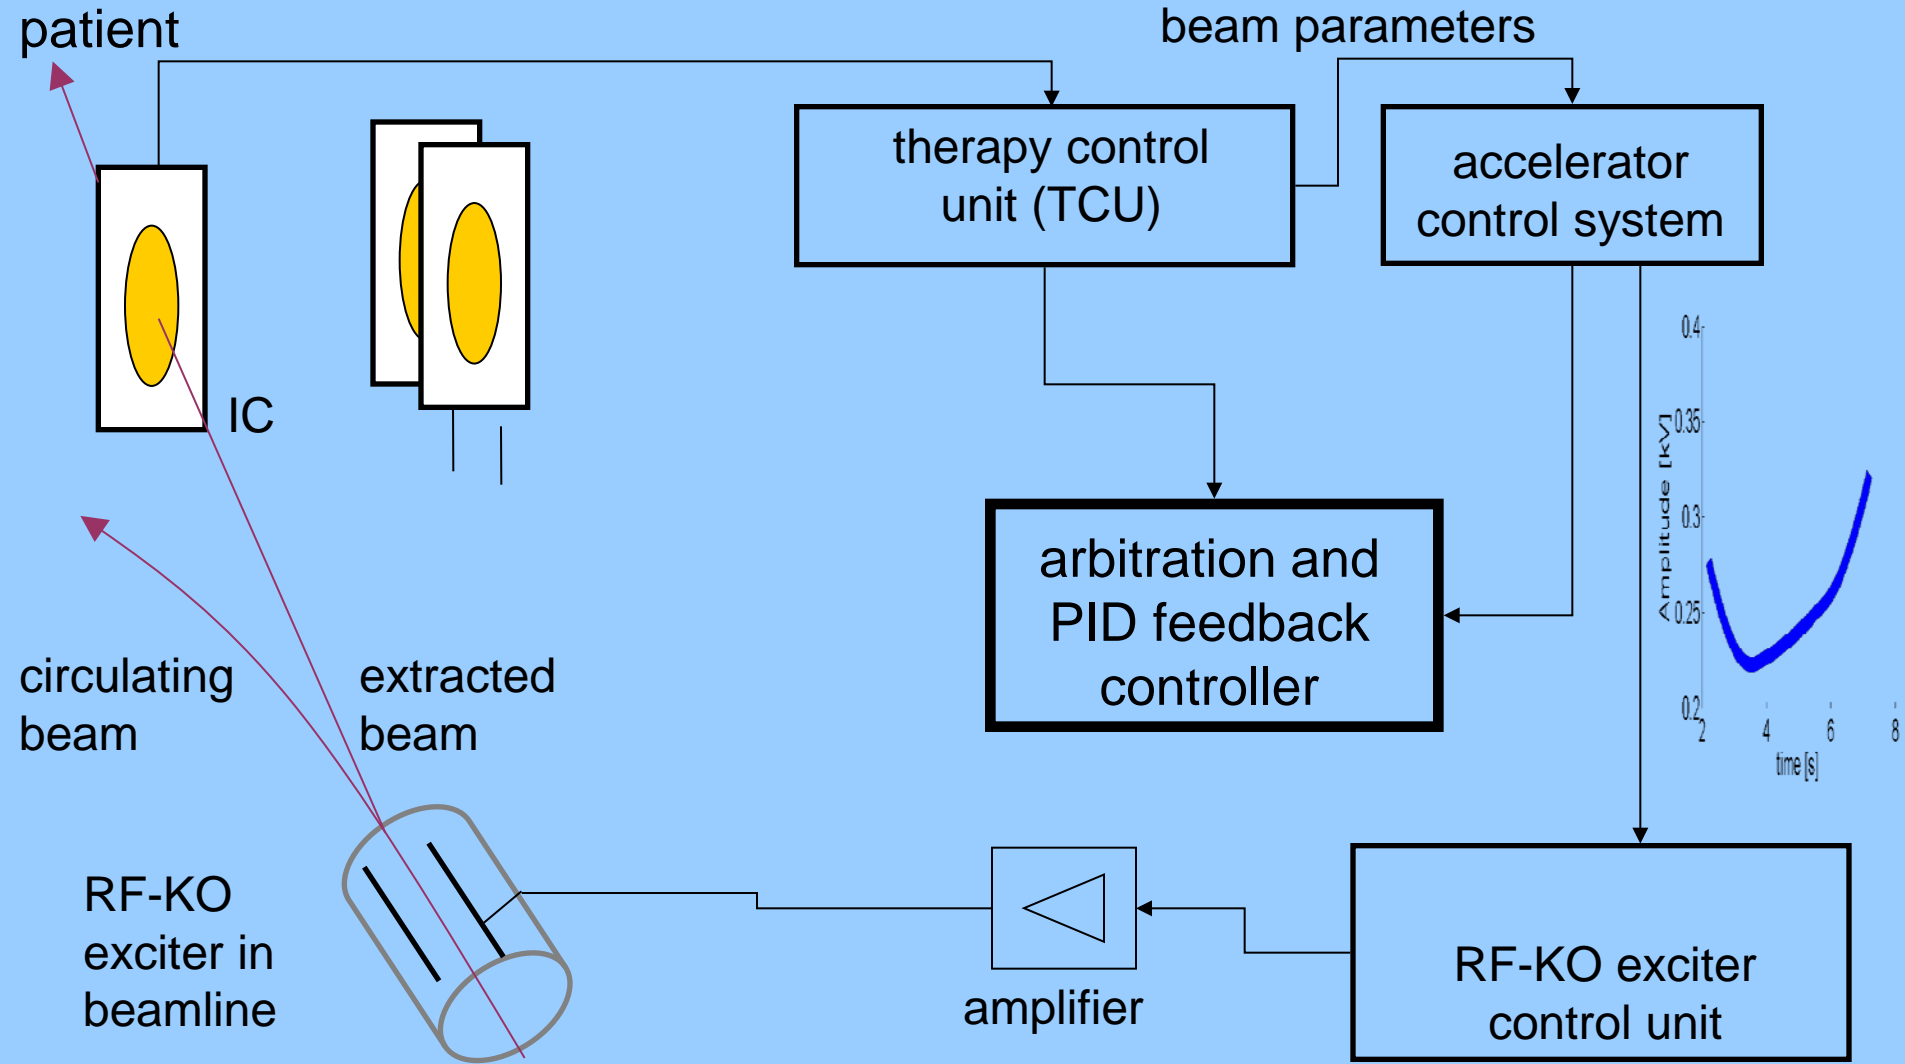 patient
beam parameters
therapy control
unit (TCU)
accelerator
control system
IC
arbitration and
PID feedback
controller
0.4
0.35
0.3
0.25
0.2
Amplitude [kV]
2
4
6
8
time [s]
circulating
beam
extracted
beam
RF-KO
exciter in
beamline
amplifier
RF-KO exciter
control unit